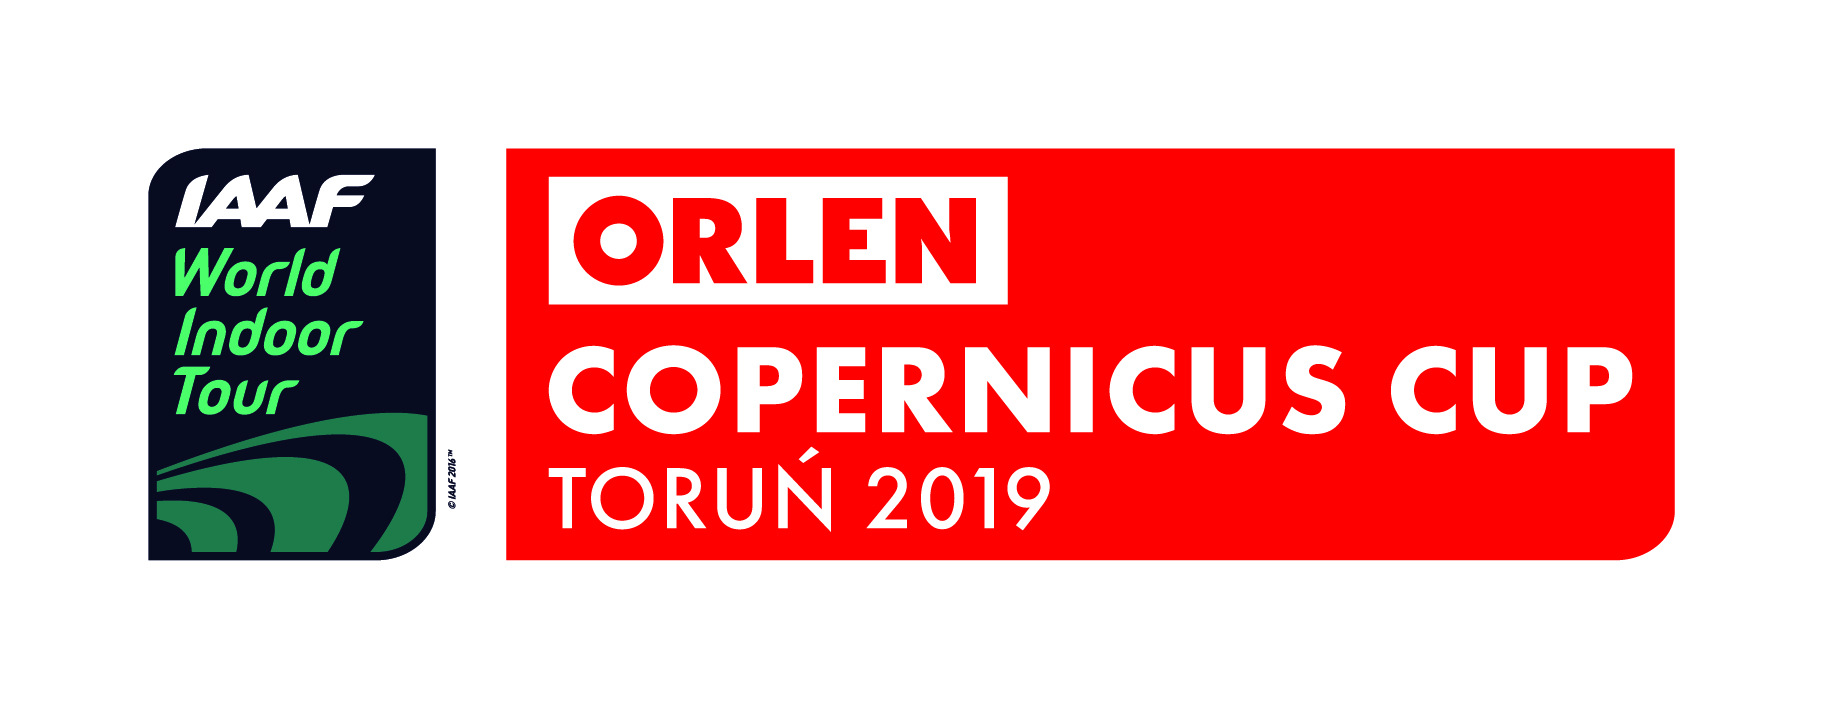 IAAF
World
Indoor
Tour
© IAAF 2016™
ORLEN
COPERNICUS CUP
TORUŃ 2019